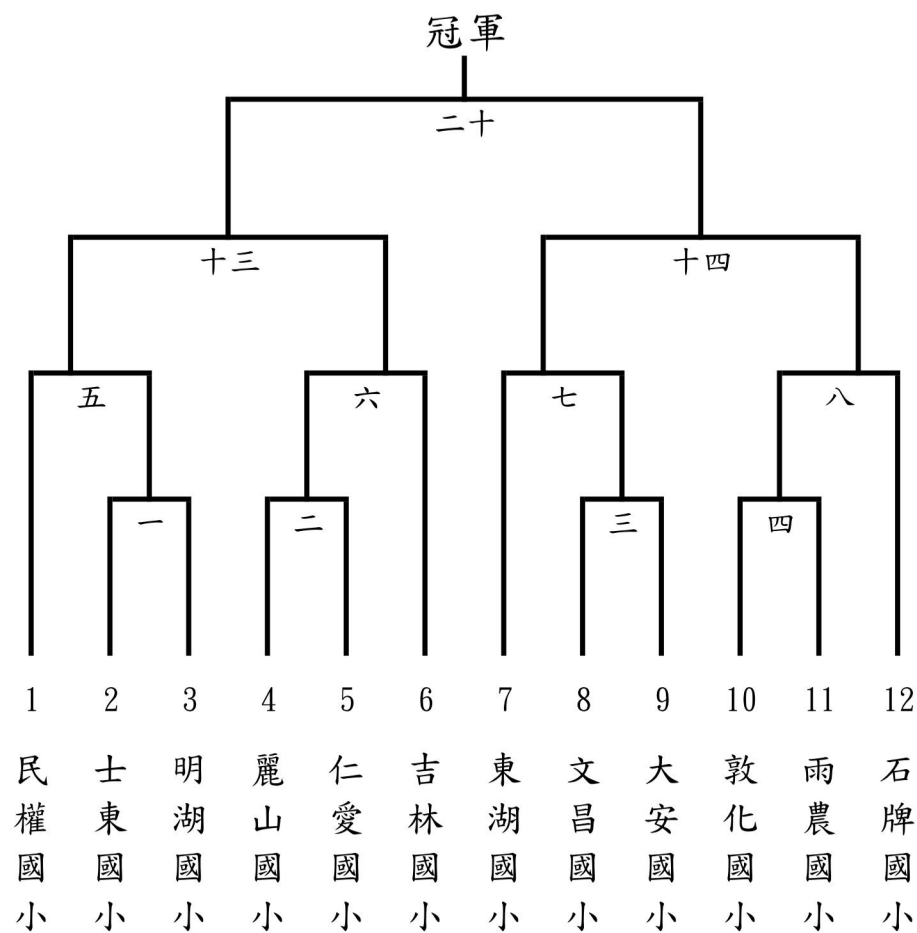 冠軍
二十
十三
十四
五
六
七
八
一
二
三
四
1 2 3 4 5 6 7 8 9 10 11 12
民權國小
士東國小
明湖國小
麗山國小
仁愛國小
吉林國小
東湖國小
文昌國小
大安國小
敦化國小
雨農國小
石牌國小